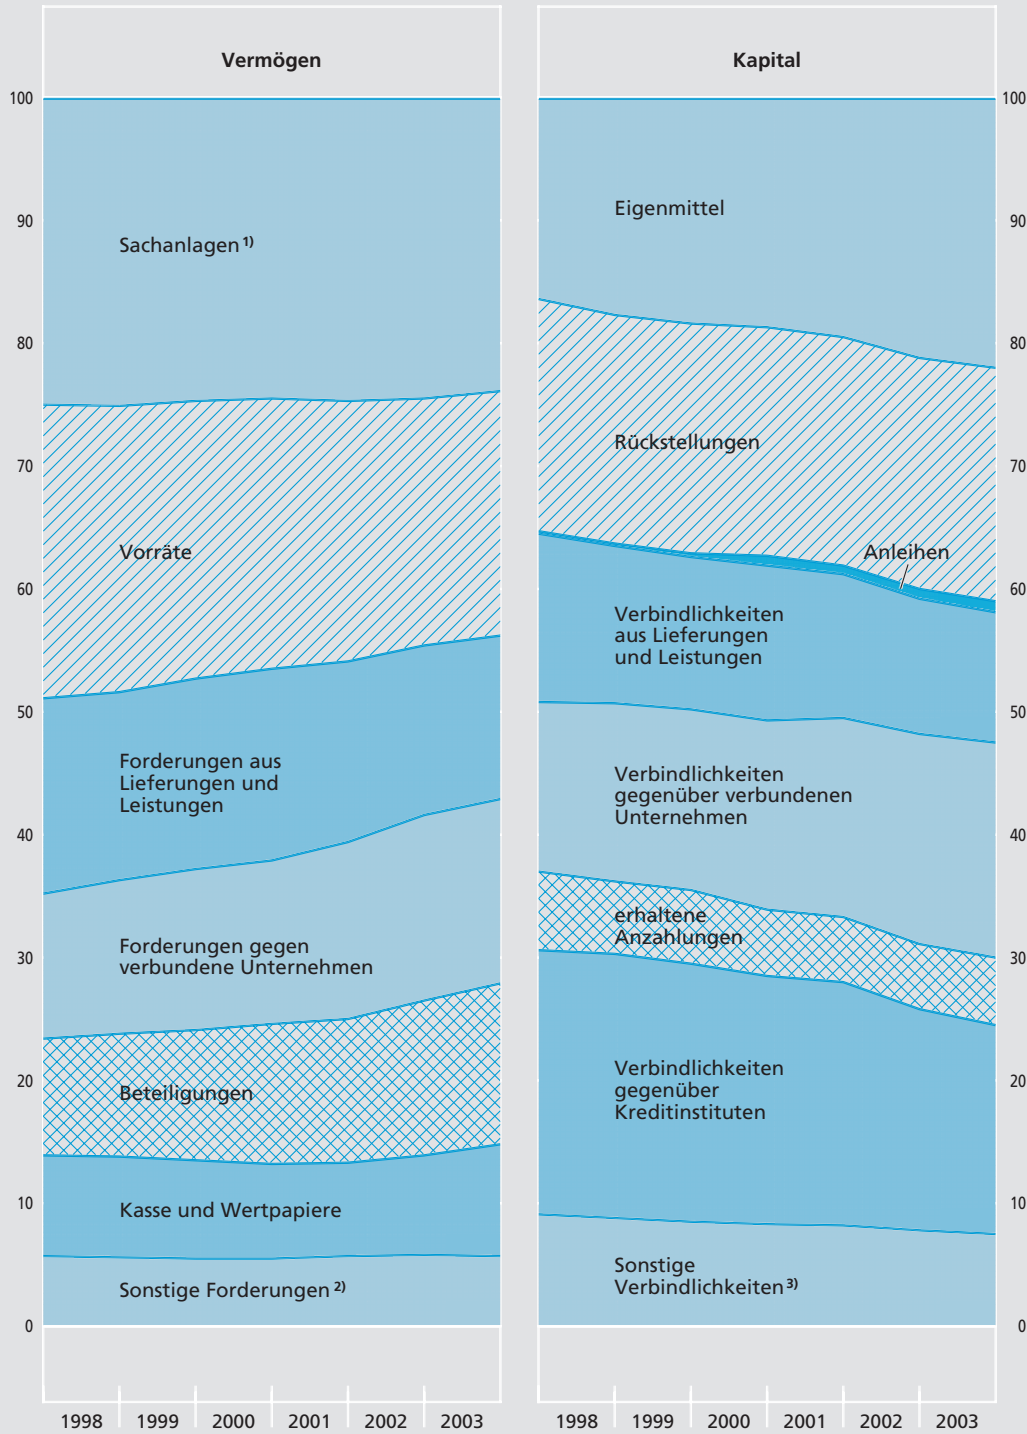 Vermögen
100
90
Sachanlagen 1)
80
70
Vorräte
60
50
Forderungen aus
Lieferungen und
Leistungen
40
Forderungen gegen
verbundene Unternehmen
30
20
Beteiligungen
10
Kasse und Wertpapiere
Sonstige Forderungen 2)
0
1998 1999 2000 2001 2002 2003
Kapital
100
Eigenmittel
90
80
Rückstellungen
70
Anleihen
60
Verbindlichkeiten
aus Lieferungen
und Leistungen
50
Verbindlichkeiten
gegenüber verbundenen
Unternehmen
40
erhaltene
Anzahlungen
30
Verbindlichkeiten
gegenüber
Kreditinstituten
20
10
Sonstige
Verbindlichkeiten 3)
0
1998 1999 2000 2001 2002 2003